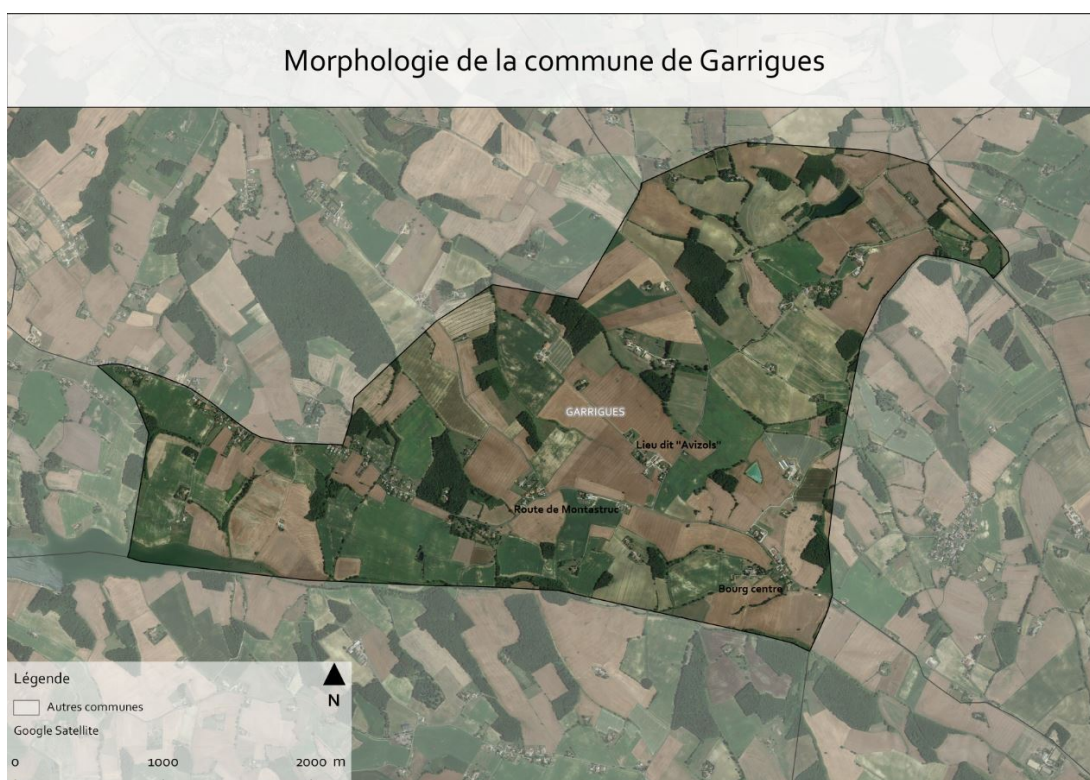 Morphologie de la commune de Garrigues
GARRIGUES
Lieu dit "Avizols"
Route de Montastruc
Bourg centre
Légende
N
Autres communes
Google Satellite
0 1000 2000 m